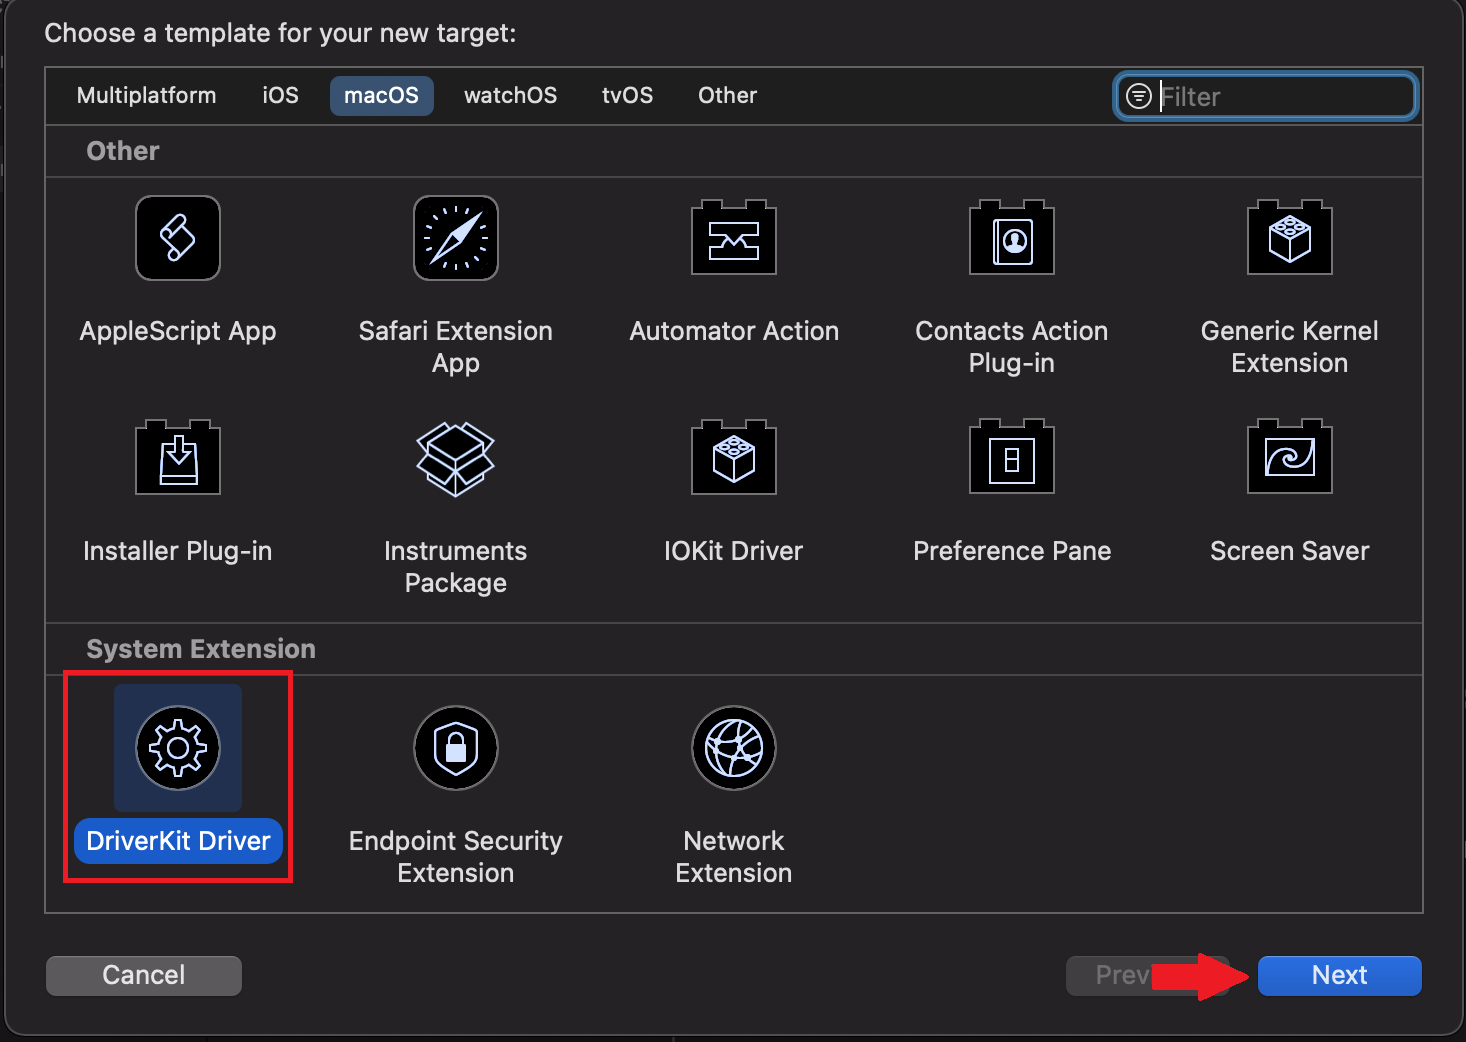 Choose a template for your new target:
Multiplatform iOS macOS watchOS tvOS Other Filter
Other
AppleScript App Safari Extension Automator Action Contacts Action Generic Kernel
App Plug-in Extension
Installer Plug-in Instruments IOKit Driver Preference Pane Screen Saver
Package
System Extension
DriverKit Driver Endpoint Security Network
Extension Extension
Cancel Prev Next